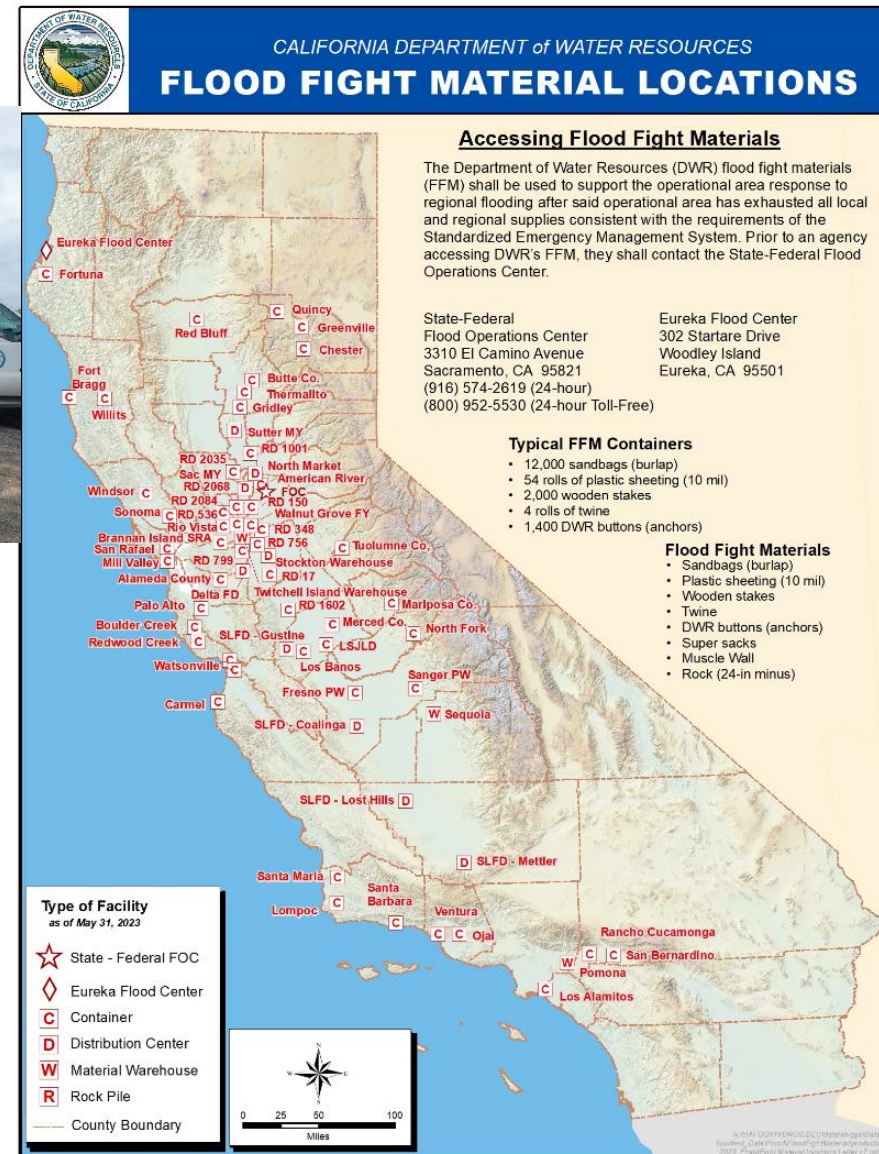 DEPARTMENT OF WATER RESOURCES
STATE OF CALIFORNIA
CALIFORNIA DEPARTMENT of WATER RESOURCES
FLOOD FIGHT MATERIAL LOCATIONS
Accessing Flood Fight Materials
The Department of Water Resources (DWR) flood fight materials
(FFM) shall be used to support the operational area response to
regional flooding after said operational area has exhausted all local
and regional supplies consistent with the requirements of the
Standardized Emergency Management System. Prior to an agency
accessing DWR's FFM, they shall contact the State-Federal Flood
Operations Center.
State-Federal
Flood Operations Center
3310 El Camino Avenue
Sacramento, CA 95821
(916) 574-2619 (24-hour)
(800) 952-5530 (24-hour Toll-Free)
Eureka Flood Center
302 Startare Drive
Woodley Island
Eureka, CA 95501
Typical FFM Containers
• 12,000 sandbags (burlap)
• 54 rolls of plastic sheeting (10 mil)
• 2,000 wooden stakes
• 4 rolls of twine
• 1,400 DWR buttons (anchors)
Flood Fight Materials
• Sandbags (burlap)
• Plastic sheeting (10 mil)
• Wooden stakes
• Twine
• DWR buttons (anchors)
• Super sacks
• Muscle Wall
• Rock (24-in minus)
Eureka Flood Center
C Fortuna
C Quincy
C
Red Bluff
C Greenville
C Chester
Fort
Bragg
C
C
Willits
C Butte Co.
C Thermalito
C Gridley
D Sutter MY
C RD 1001
RD 2035 C
D North Market
Sac MY D
C American River
RD 2068
FOC
Windsor C
RD 2084
RD 150
Sonoma C
RD 536
Walnut Grove FY
Rio Vista
RD 348
Brannan Island SRA
W
RD 756
San Rafael C
Mill Valley C
RD 799
Stockton Warehouse
C Tuolumne Co.
Alameda County C
RD 17
Delta FD
Twitchell Island Warehouse
Palo Alto C
C RD 1602
C Mariposa Co.
Boulder Creek C
C Merced Co.
C North Fork
Redwood Creek C
SLFD - Gustine
D
C
Los Banos
C LSJLD
Watsonville C
C
Sanger PW
C
Fresno PW C
Carmel C
W Sequoia
SLFD - Coalinga D
SLFD - Lost Hills D
D SLFD - Mettler
Santa Maria C
Lompoc C
Santa
Barbara
C
Ventura
C
C Ojai
Rancho Cucamonga
C
C San Bernardino
W
Pomona
C
Los Alamitos
Type of Facility
as of May 31, 2023
State - Federal FOC
Eureka Flood Center
C Container
D Distribution Center
W Material Warehouse
R Rock Pile
County Boundary
N
W E
S
0 25 50 100
Miles